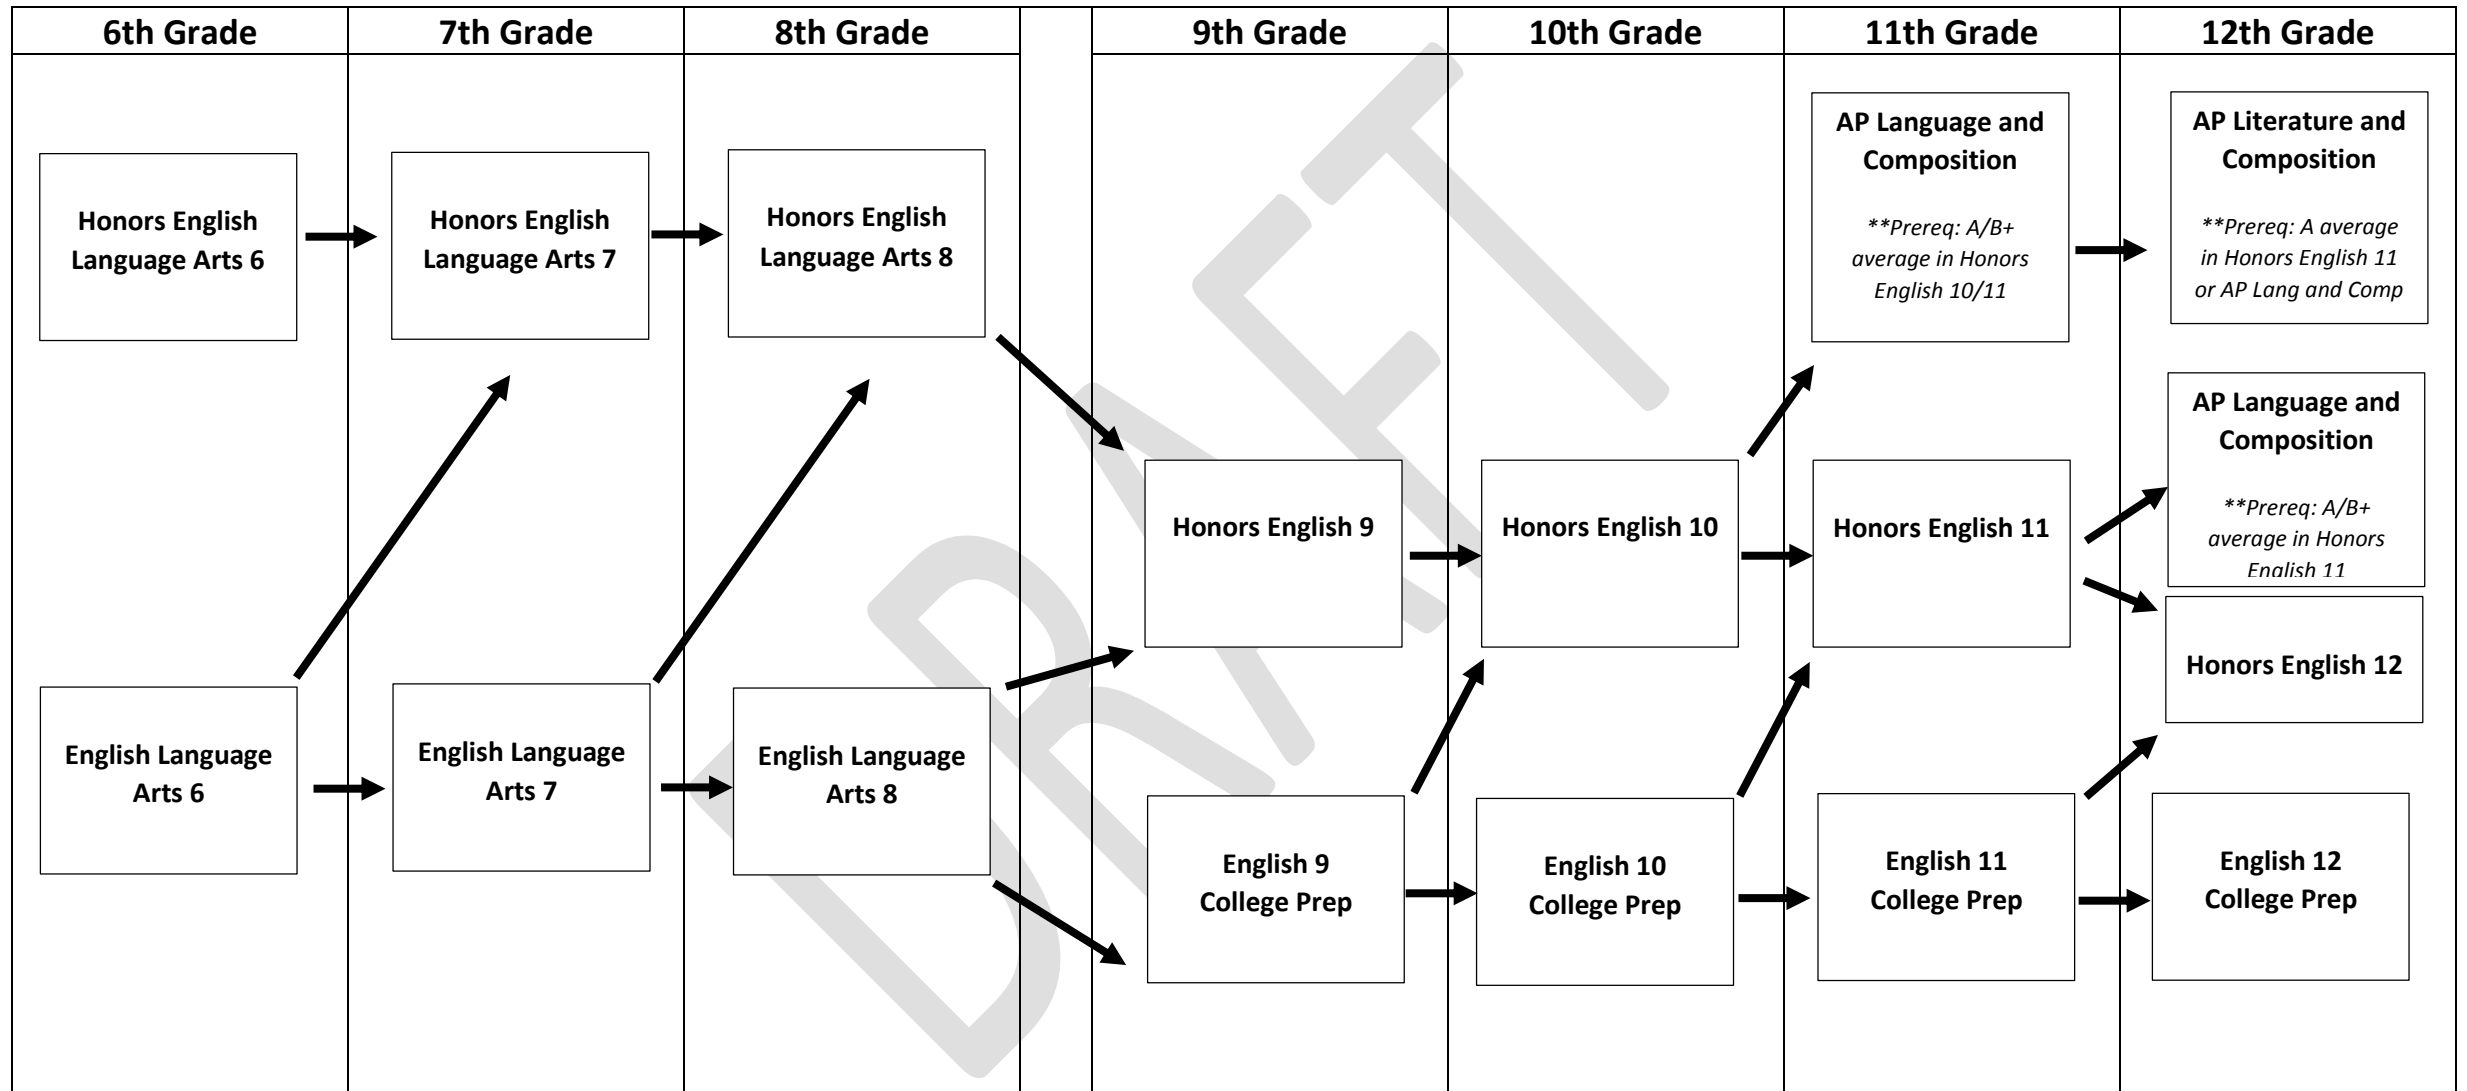 6th Grade
7th Grade
8th Grade
9th Grade
10th Grade
11th Grade
12th Grade
Honors English
Language Arts 6
Honors English
Language Arts 7
Honors English
Language Arts 8
AP Language and
Composition
**Prereq: A/B+
average in Honors
English 10/11
AP Literature and
Composition
**Prereq: A average
in Honors English 11
or AP Lang and Comp
AP Language and
Composition
**Prereq: A/B+
average in Honors
English 11
Honors English 9
Honors English 10
Honors English 11
Honors English 12
English Language
Arts 6
English Language
Arts 7
English Language
Arts 8
English 9
College Prep
English 10
College Prep
English 11
College Prep
English 12
College Prep
DRAFT